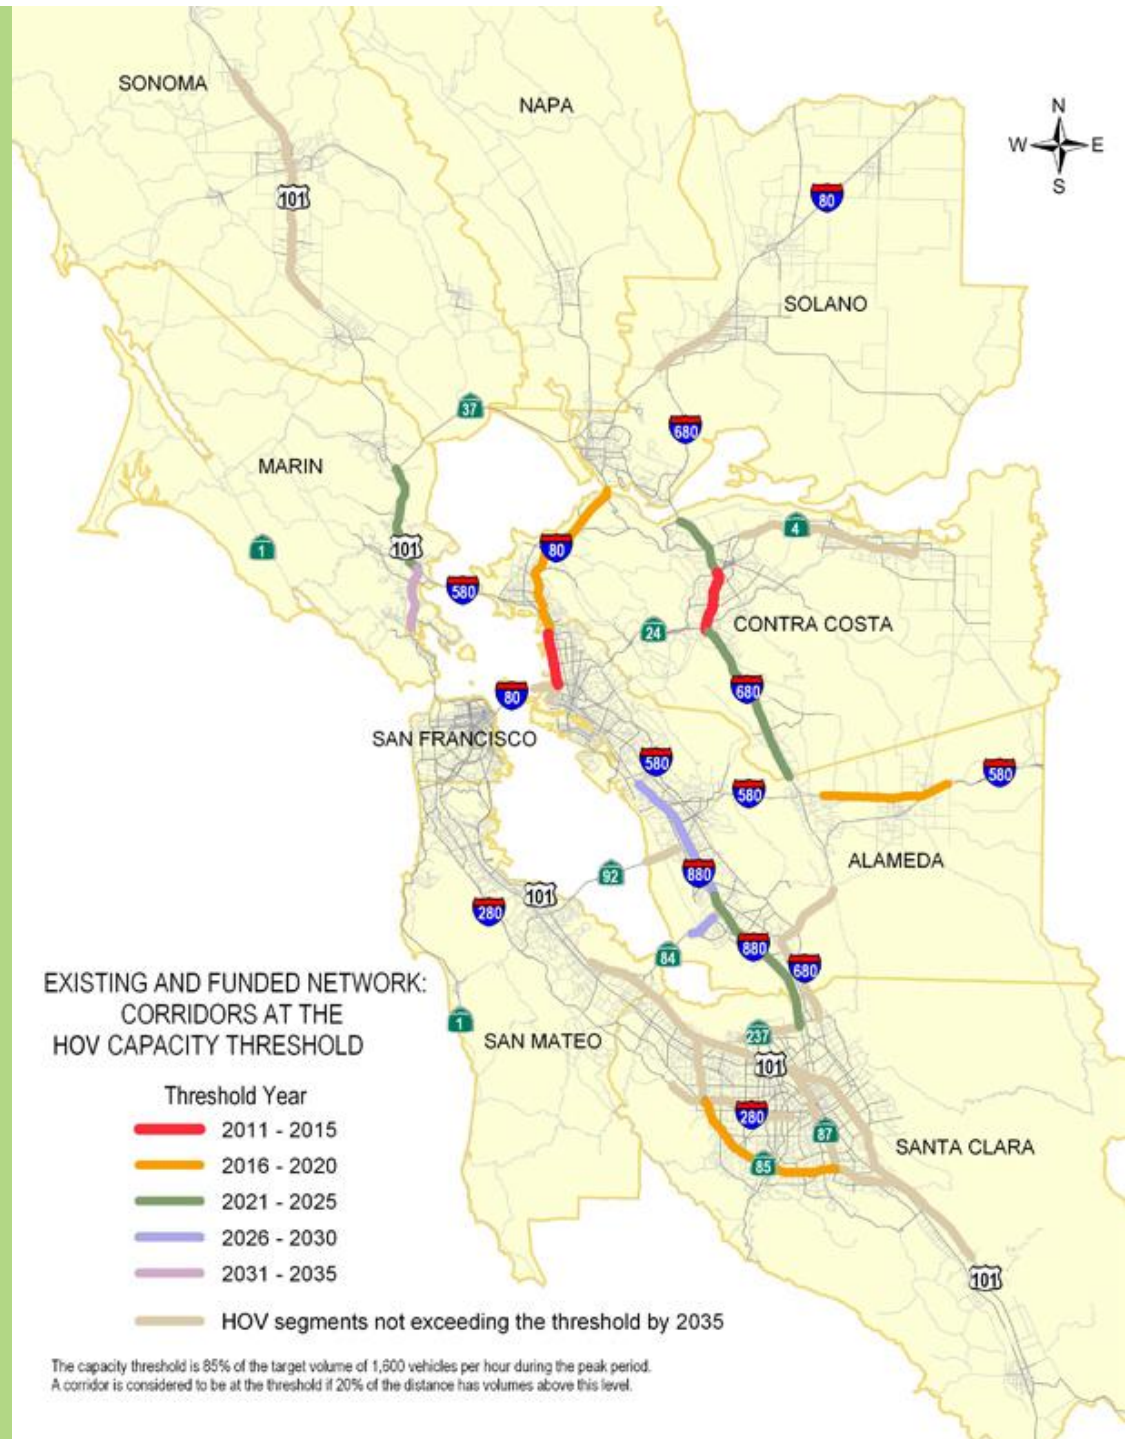 SONOMA
NAPA
N
W E
S
101
80
SOLANO
37
680
MARIN
4
1
101
80
580
24
CONTRA COSTA
680
80
SAN FRANCISCO
580
580
580
ALAMEDA
92
880
101
280
880
84
680
EXISTING AND FUNDED NETWORK:
CORRIDORS AT THE
HOV CAPACITY THRESHOLD
1
SAN MATEO
237
101
280
87
SANTA CLARA
85
101
Threshold Year
2011 - 2015
2016 - 2020
2021 - 2025
2026 - 2030
2031 - 2035
HOV segments not exceeding the threshold by 2035
The capacity threshold is 85% of the target volume of 1,600 vehicles per hour during the peak period.
A corridor is considered to be at the threshold if 20% of the distance has volumes above this level.